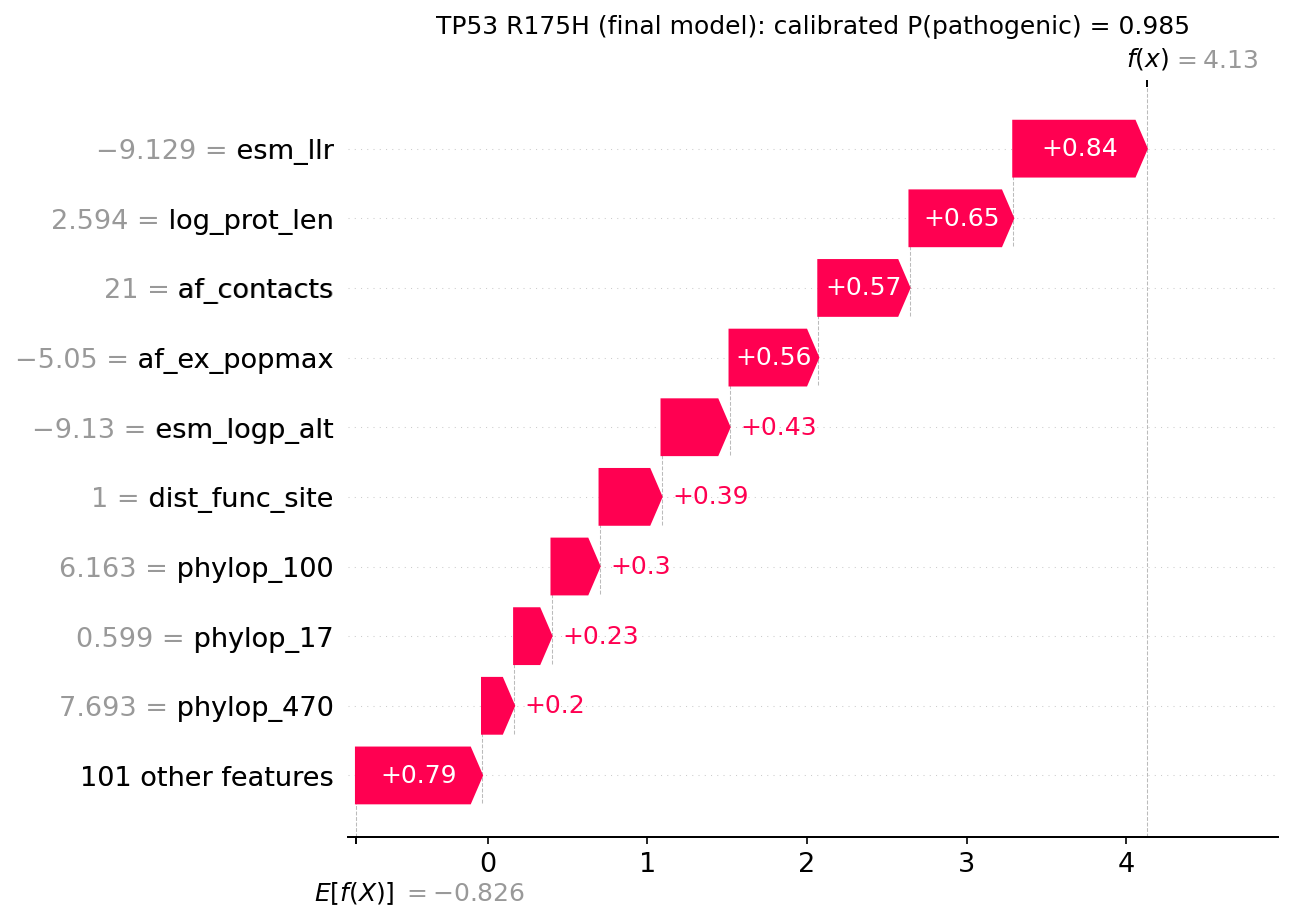 TP53 R175H (final model): calibrated P(pathogenic) = 0.985
f(x) = 4.13
−9.129 = esm_llr +0.84
2.594 = log_prot_len +0.65
21 = af_contacts +0.57
−5.05 = af_ex_popmax +0.56
−9.13 = esm_logp_alt +0.43
1 = dist_func_site +0.39
6.163 = phylop_100 +0.3
0.599 = phylop_17 +0.23
7.693 = phylop_470 +0.2
101 other features +0.79
0 1 2 3 4
E[f(X)] = −0.826